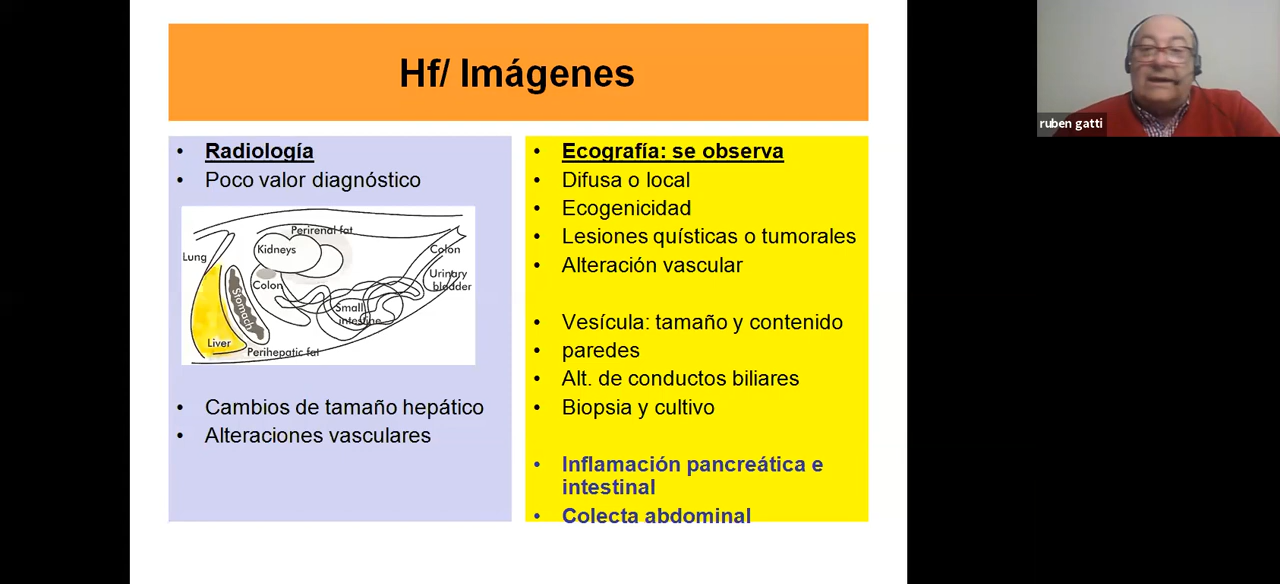 Hf/ Imágenes
• Radiología
• Poco valor diagnóstico
Perirenal fat
Kidneys
Lung
Colon
Colon
Urinary
bladder
Stomach
Small
intestine
Liver
Perihepatic fat
• Cambios de tamaño hepático
• Alteraciones vasculares
• Ecografía: se observa
• Difusa o local
• Ecogenicidad
• Lesiones quísticas o tumorales
• Alteración vascular
• Vesícula: tamaño y contenido
• paredes
• Alt. de conductos biliares
• Biopsia y cultivo
• Inflamación pancreática e
intestinal
• Colecta abdominal
ruben gatti